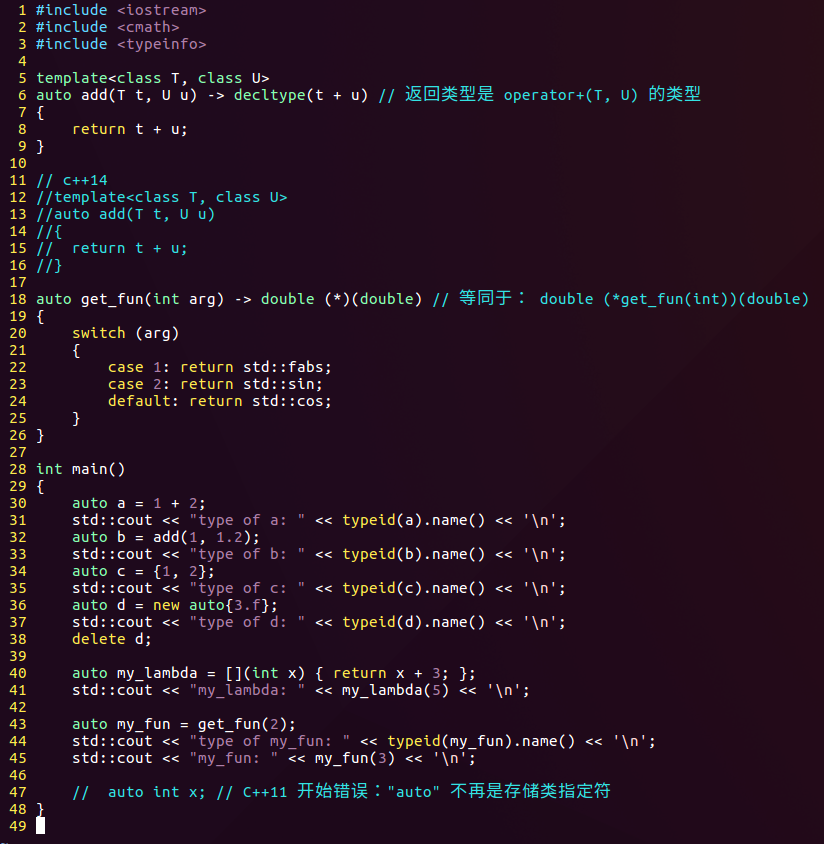 1 #include <iostream>
2 #include <cmath>
3 #include <typeinfo>
4
5 template<class T, class U>
6 auto add(T t, U u) -> decltype(t + u) // 返回类型是 operator+(T, U) 的类型
7 {
8     return t + u;
9 }
10
11 // c++14
12 //template<class T, class U>
13 //auto add(T t, U u)
14 //{
15 //  return t + u;
16 //}
17
18 auto get_fun(int arg) -> double (*)(double) // 等同于： double (*get_fun(int))(double)
19 {
20     switch (arg)
21     {
22         case 1: return std::fabs;
23         case 2: return std::sin;
24         default: return std::cos;
25     }
26 }
27
28 int main()
29 {
30     auto a = 1 + 2;
31     std::cout << "type of a: " << typeid(a).name() << '\n';
32     auto b = add(1, 1.2);
33     std::cout << "type of b: " << typeid(b).name() << '\n';
34     auto c = {1, 2};
35     std::cout << "type of c: " << typeid(c).name() << '\n';
36     auto d = new auto{3.f};
37     std::cout << "type of d: " << typeid(d).name() << '\n';
38     delete d;
39
40     auto my_lambda = [](int x) { return x + 3; };
41     std::cout << "my_lambda: " << my_lambda(5) << '\n';
42
43     auto my_fun = get_fun(2);
44     std::cout << "type of my_fun: " << typeid(my_fun).name() << '\n';
45     std::cout << "my_fun: " << my_fun(3) << '\n';
46
47     //  auto int x; // C++11 开始错误："auto" 不再是存储类指定符
48 }
49
~